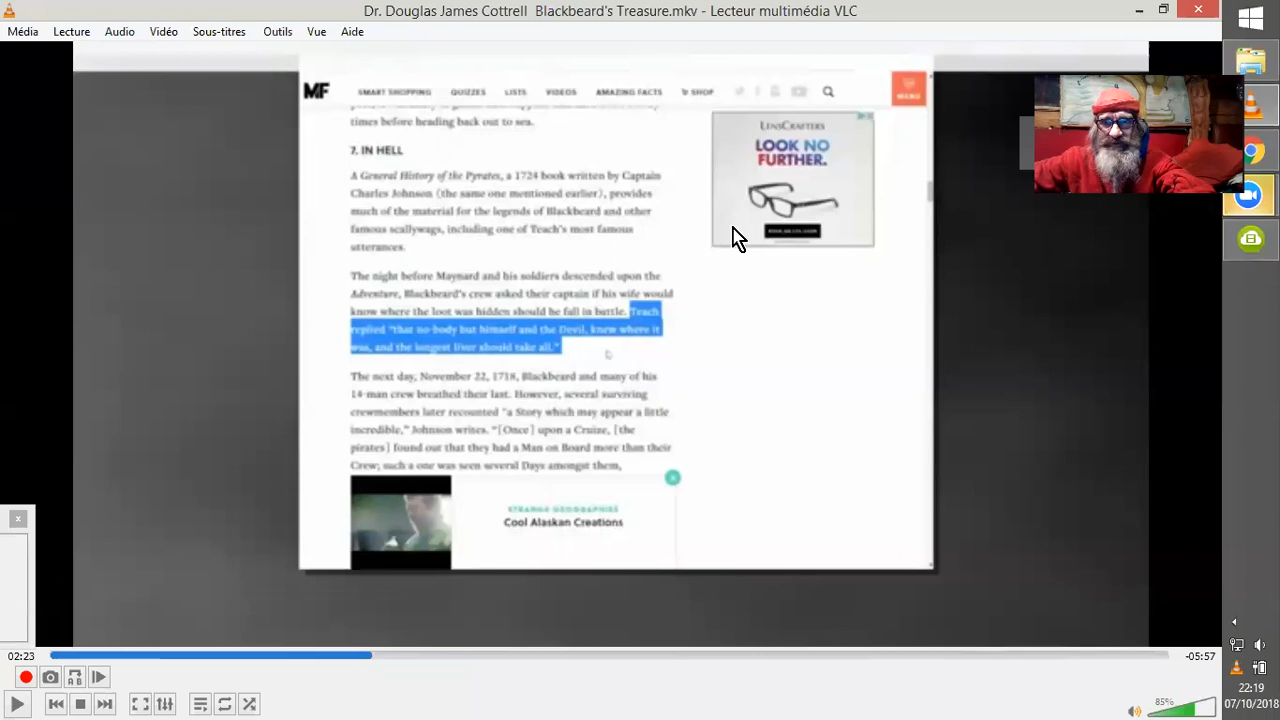 Dr. Douglas James Cottrell Blackbeard's Treasure.mkv - Lecteur multimédia VLC
Média Lecture Audio Vidéo Sous-titres Outils Vue Aide
MF SMART SHOPPING QUIZZES LISTS VIDEOS AMAZING FACTS SHOP
MENU
times before heading back out to sea.
7. IN HELL
A General History of the Pyrates, a 1724 book written by Captain
Charles Johnson (the same one mentioned earlier), provides
much of the material for the legends of Blackbeard and other
famous scallywags, including one of Teach's most famous
utterances.
The night before Maynard and his soldiers descended upon the
Adventure, Blackbeard's crew asked their captain if his wife would
know where the loot was hidden should he fall in battle. Teach
replied "that no-body but himself and the Devil, knew where it
was, and the longest liver should take all."
The next day, November 22, 1718, Blackbeard and many of his
14-man crew breathed their last. However, several surviving
crewmembers later recounted "a Story which may appear a little
incredible," Johnson writes. "[Once] upon a Cruize, [the
pirates] found out that they had a Man on Board more than their
Crew; such a one was seen several Days amongst them,
STRANGE GEOGRAPHIES
Cool Alaskan Creations
LENSCRAFTERS
LOOK NO
FURTHER.
02:23
-05:57
85%
22:19
07/10/2018